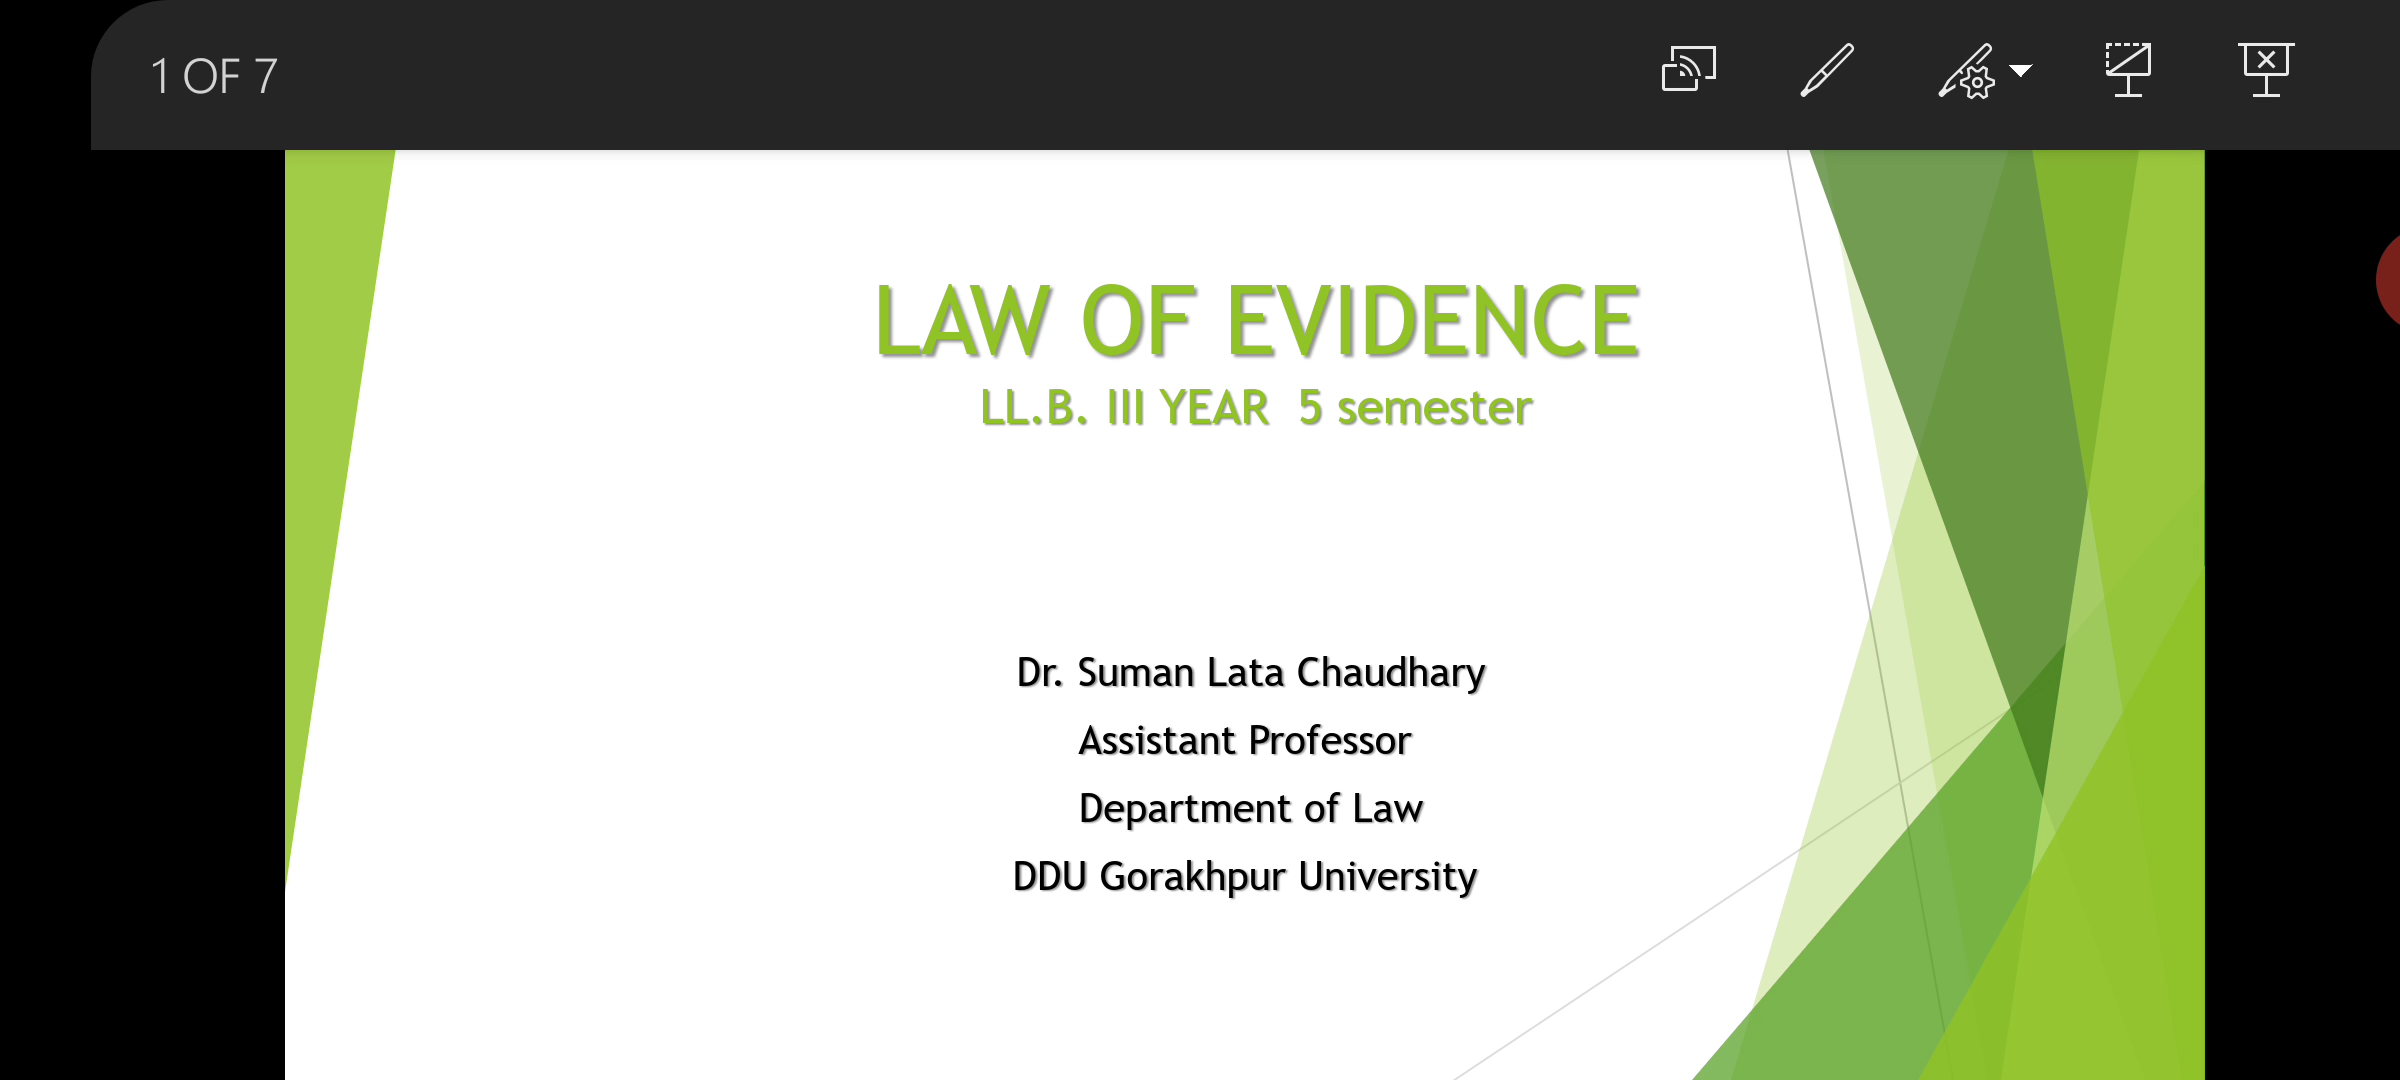 1 OF 7
LAW OF EVIDENCE
LL.B. III YEAR 5 semester
Dr. Suman Lata Chaudhary
Assistant Professor
Department of Law
DDU Gorakhpur University